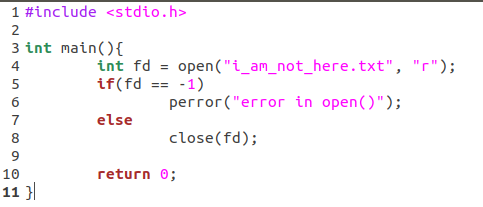 1 #include <stdio.h>
2
3 int main(){
4         int fd = open("i_am_not_here.txt", "r");
5         if(fd == -1)
6                 perror("error in open()");
7         else
8                 close(fd);
9
10         return 0;
11 }